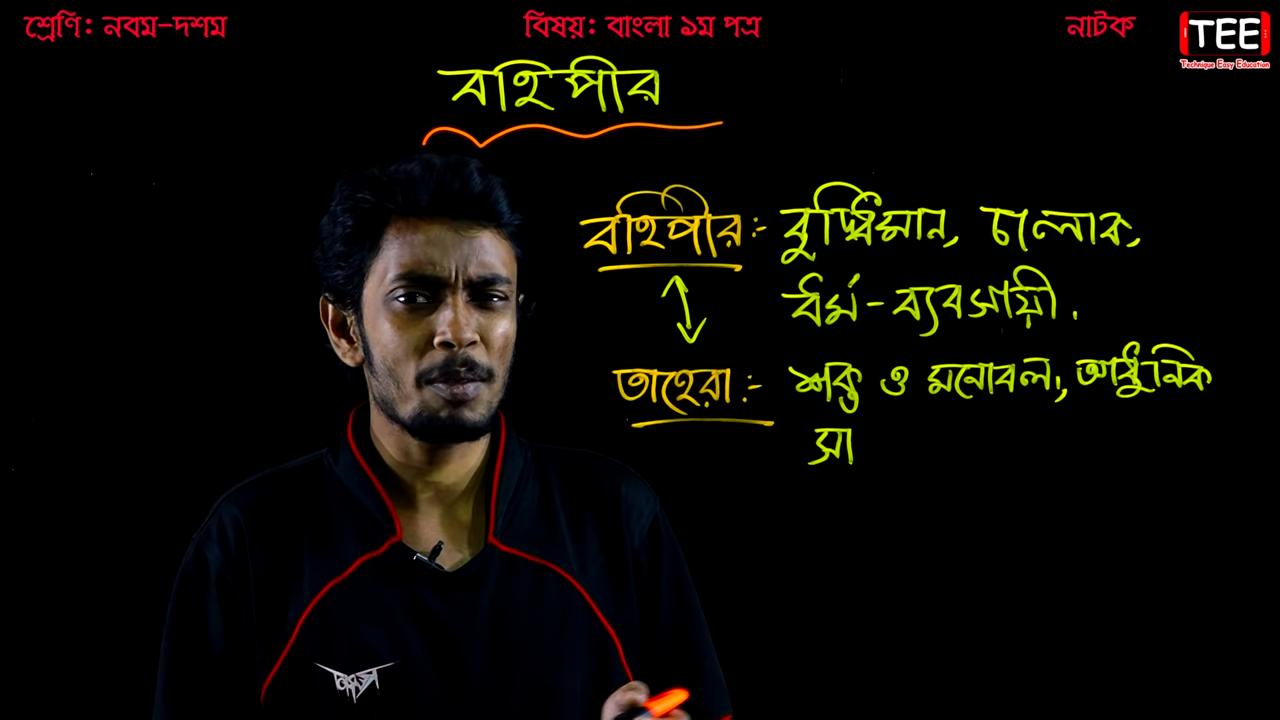 শ্রেণি: নবম-দশম বিষয়: বাংলা ১ম পত্র নাটক TEE
Technique Easy Education
বহিপীর
বহিপীর :- বুদ্ধিমান, চালাক,
ধর্ম-ব্যবসায়ী.
তাহেরা :- শক্ত ও মনোবল, আধুনিক
সা